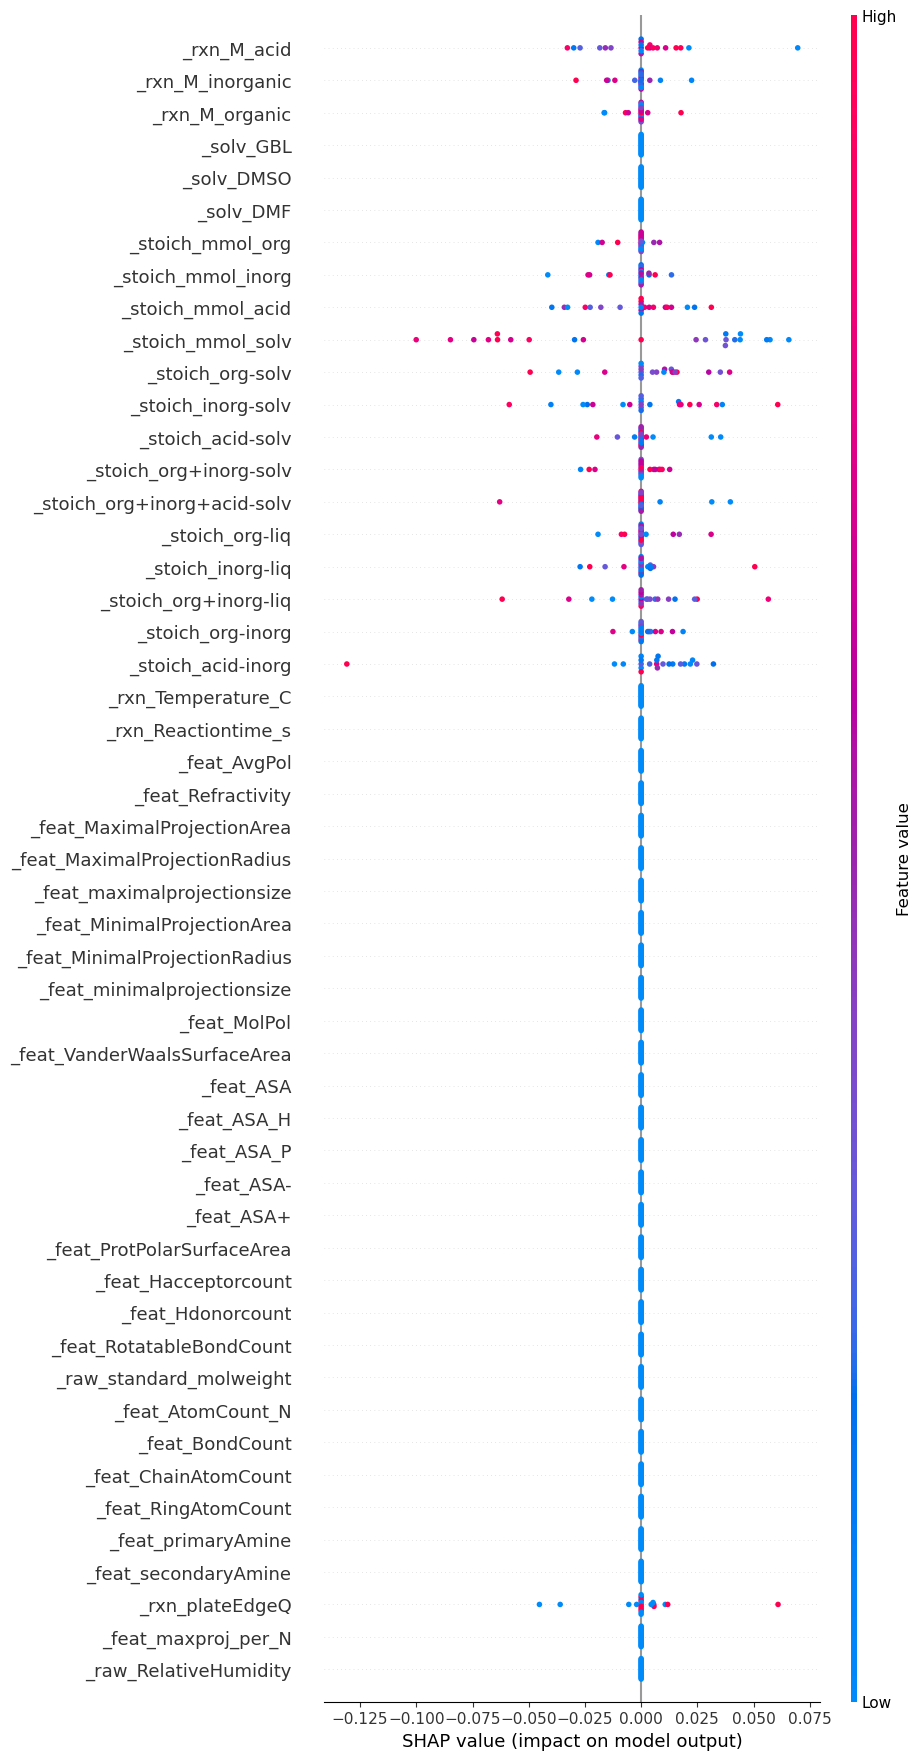 High
_rxn_M_acid
_rxn_M_inorganic
_rxn_M_organic
_solv_GBL
_solv_DMSO
_solv_DMF
_stoich_mmol_org
_stoich_mmol_inorg
_stoich_mmol_acid
_stoich_mmol_solv
_stoich_org-solv
_stoich_inorg-solv
_stoich_acid-solv
_stoich_org+inorg-solv
_stoich_org+inorg+acid-solv
_stoich_org-liq
_stoich_inorg-liq
_stoich_org+inorg-liq
_stoich_org-inorg
_stoich_acid-inorg
_rxn_Temperature_C
_rxn_Reactiontime_s
_feat_AvgPol
_feat_Refractivity
_feat_MaximalProjectionArea
_feat_MaximalProjectionRadius
_feat_maximalprojectionsize
_feat_MinimalProjectionArea
_feat_MinimalProjectionRadius
_feat_minimalprojectionsize
_feat_MolPol
_feat_VanderWaalsSurfaceArea
_feat_ASA
_feat_ASA_H
_feat_ASA_P
_feat_ASA-
_feat_ASA+
_feat_ProtPolarSurfaceArea
_feat_Hacceptorcount
_feat_Hdonorcount
_feat_RotatableBondCount
_raw_standard_molweight
_feat_AtomCount_N
_feat_BondCount
_feat_ChainAtomCount
_feat_RingAtomCount
_feat_primaryAmine
_feat_secondaryAmine
_rxn_plateEdgeQ
_feat_maxproj_per_N
_raw_RelativeHumidity
Feature value
Low
−0.125 −0.100 −0.075 −0.050 −0.025 0.000 0.025 0.050 0.075
SHAP value (impact on model output)